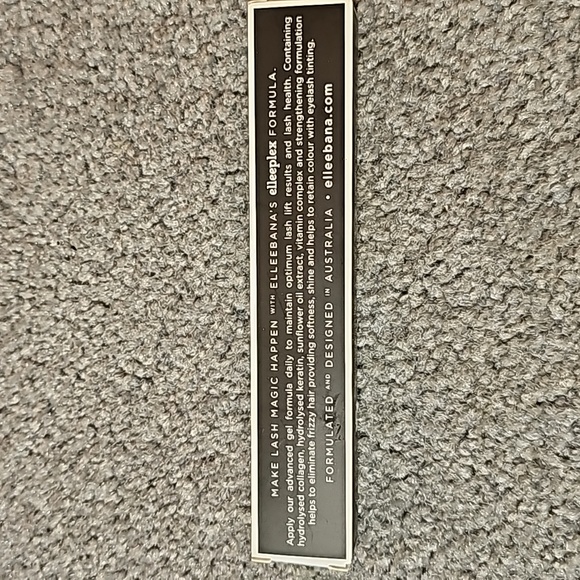 MAKE LASH MAGIC HAPPEN WITH ELLEEBANA'S elleeplex FORMULA.
Apply our advanced gel formula daily to maintain optimum lash lift results and lash health. Containing
hydrolysed collagen, hydrolysed keratin, sunflower oil extract, vitamin complex and strengthening formulation
helps to eliminate frizzy hair providing softness, shine and helps to retain colour with eyelash tinting.
FORMULATED AND DESIGNED IN AUSTRALIA • elleebana.com